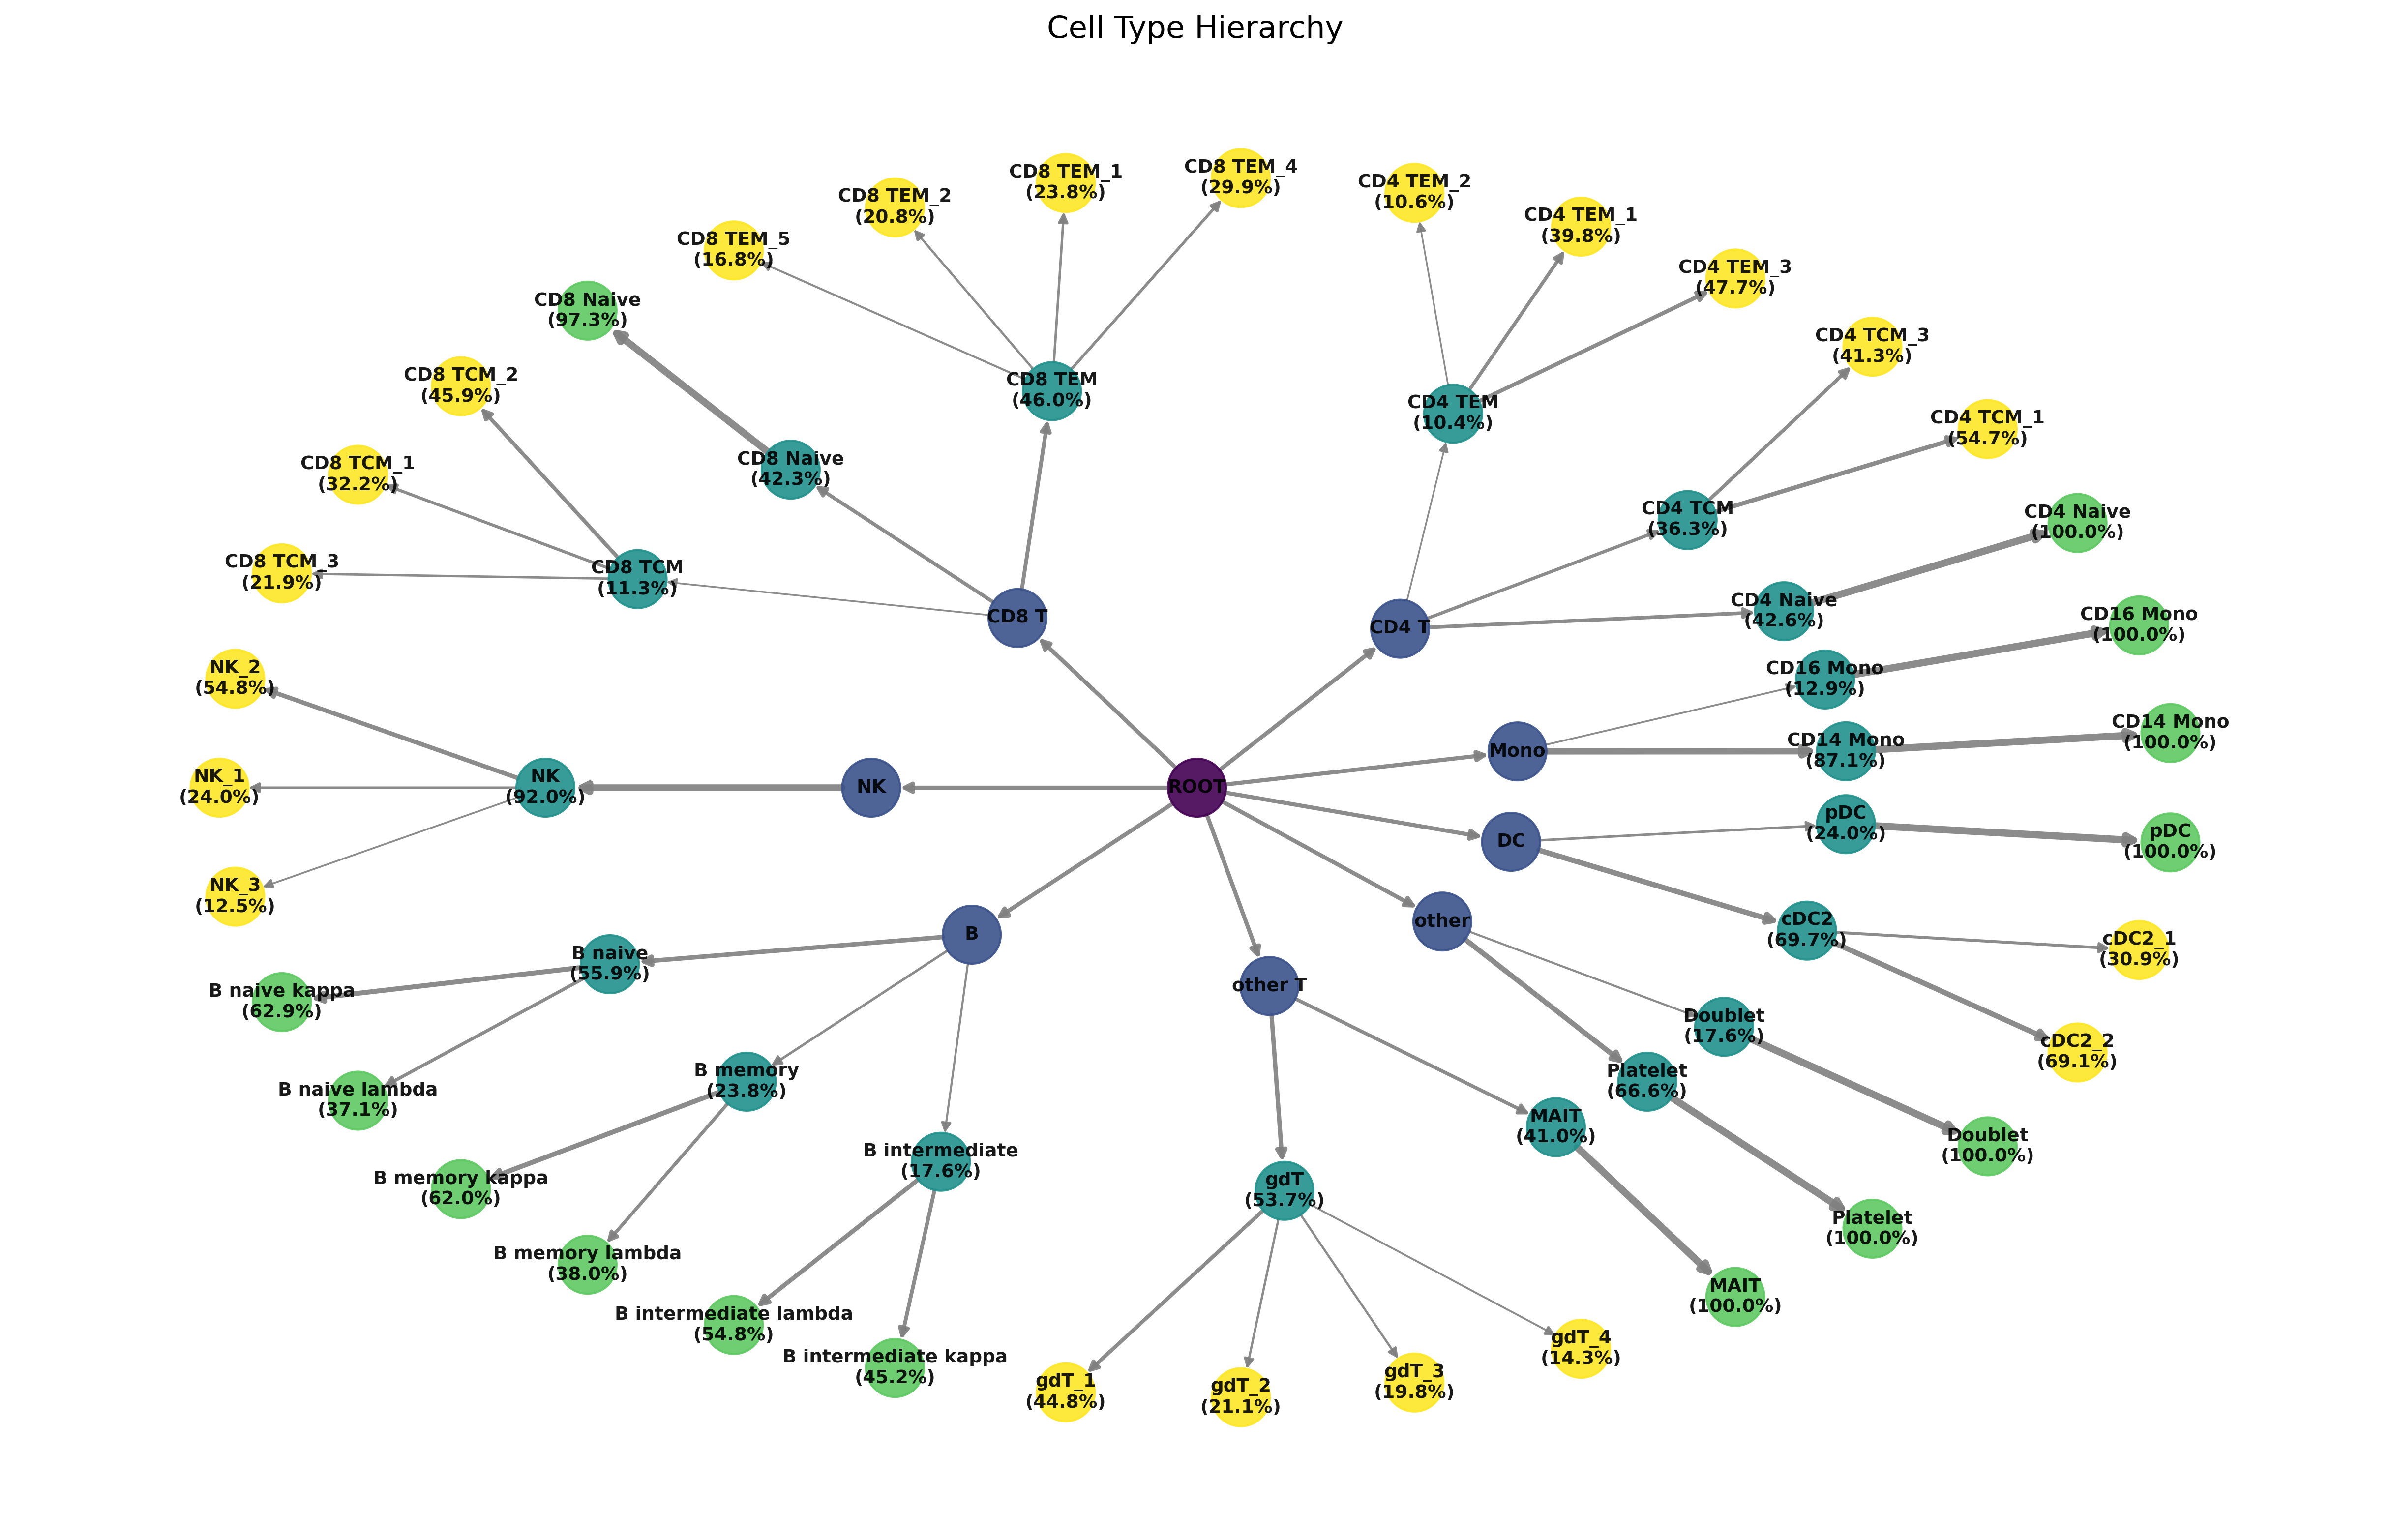 Cell Type Hierarchy
CD8 TEM_4
(29.9%)
CD8 TEM_1
(23.8%)
CD4 TEM_2
(10.6%)
CD8 TEM_2
(20.8%)
CD4 TEM_1
(39.8%)
CD8 TEM_5
(16.8%)
CD4 TEM_3
(47.7%)
CD8 Naive
(97.3%)
CD4 TCM_3
(41.3%)
CD8 TCM_2
(45.9%)
CD8 TEM
(46.0%)
CD4 TEM
(10.4%)
CD4 TCM_1
(54.7%)
CD8 TCM_1
(32.2%)
CD8 Naive
(42.3%)
CD4 TCM
(36.3%)
CD4 Naive
(100.0%)
CD8 TCM_3
(21.9%)
CD8 TCM
(11.3%)
CD4 Naive
(42.6%)
CD8 T
CD4 T
CD16 Mono
(100.0%)
NK_2
(54.8%)
CD16 Mono
(12.9%)
CD14 Mono
(100.0%)
Mono
CD14 Mono
(87.1%)
NK_1
(24.0%)
NK
(92.0%)
NK
ROOT
pDC
(24.0%)
DC
pDC
(100.0%)
NK_3
(12.5%)
other
cDC2
(69.7%)
B
cDC2_1
(30.9%)
B naive
(55.9%)
other T
B naive kappa
(62.9%)
Doublet
(17.6%)
cDC2_2
(69.1%)
B naive lambda
(37.1%)
B memory
(23.8%)
Platelet
(66.6%)
MAIT
(41.0%)
Doublet
(100.0%)
B intermediate
(17.6%)
B memory kappa
(62.0%)
gdT
(53.7%)
Platelet
(100.0%)
B memory lambda
(38.0%)
MAIT
(100.0%)
B intermediate lambda
(54.8%)
gdT_4
(14.3%)
B intermediate kappa
(45.2%)
gdT_3
(19.8%)
gdT_1
(44.8%)
gdT_2
(21.1%)